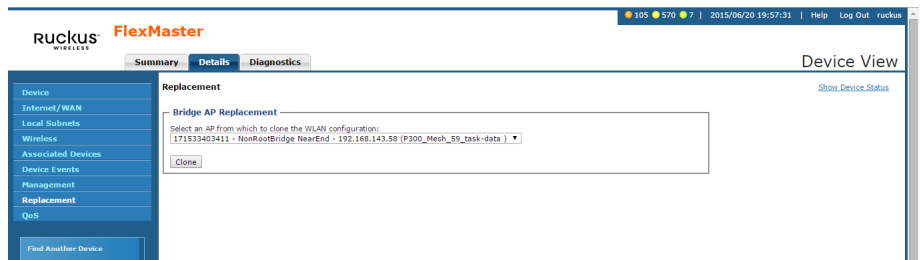 105 570 7 | 2015/06/20 19:57:31 | Help Log Out ruckus
RUCKUS WIRELESS FlexMaster
Summary Details Diagnostics Device View
Device
Internet/WAN
Local Subnets
Wireless
Associated Devices
Device Events
Management
Replacement
QoS
Find Another Device
Replacement Show Device Status
Bridge AP Replacement
Select an AP from which to clone the WLAN configuration:
171533403411 - NonRootBridge NearEnd - 192.168.143.58 (P300_Mesh_59_task-data )
Clone